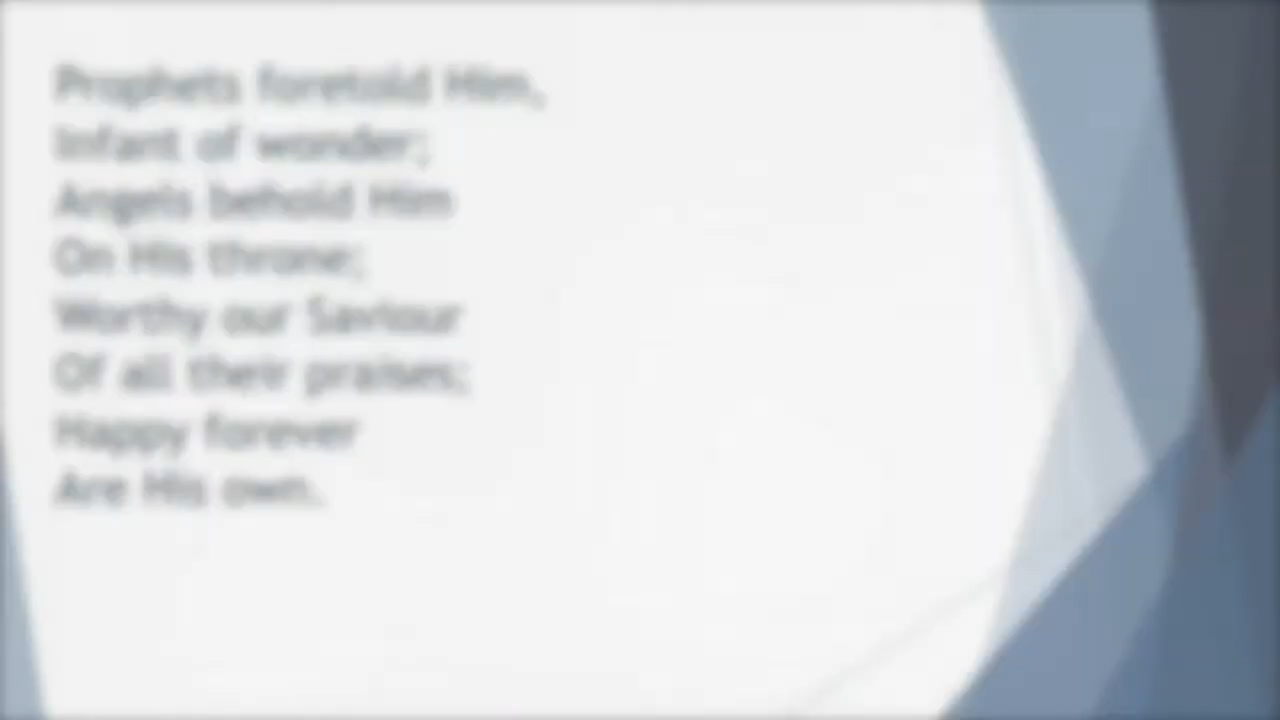 Prophets foretold Him,
Infant of wonder;
Angels behold Him
On His throne;
Worthy our Saviour
Of all their praises;
Happy forever
Are His own.